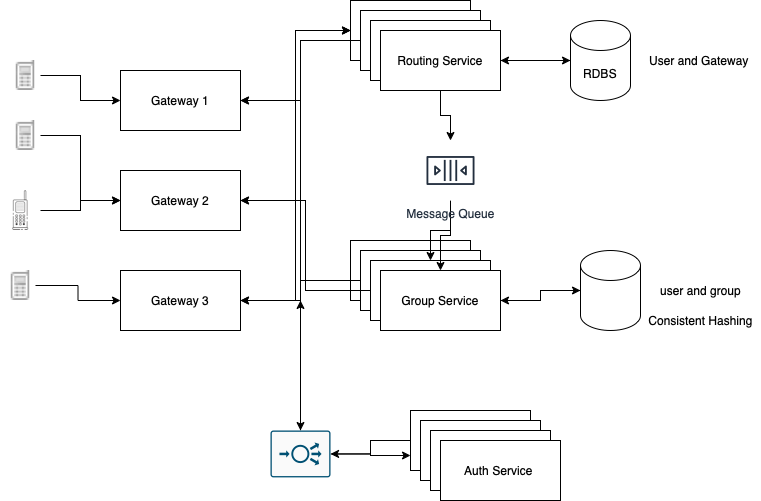 Routing Service
RDBS
User and Gateway
Gateway 1
Gateway 2
Message Queue
Gateway 3
Group Service
user and group
Consistent Hashing
Auth Service